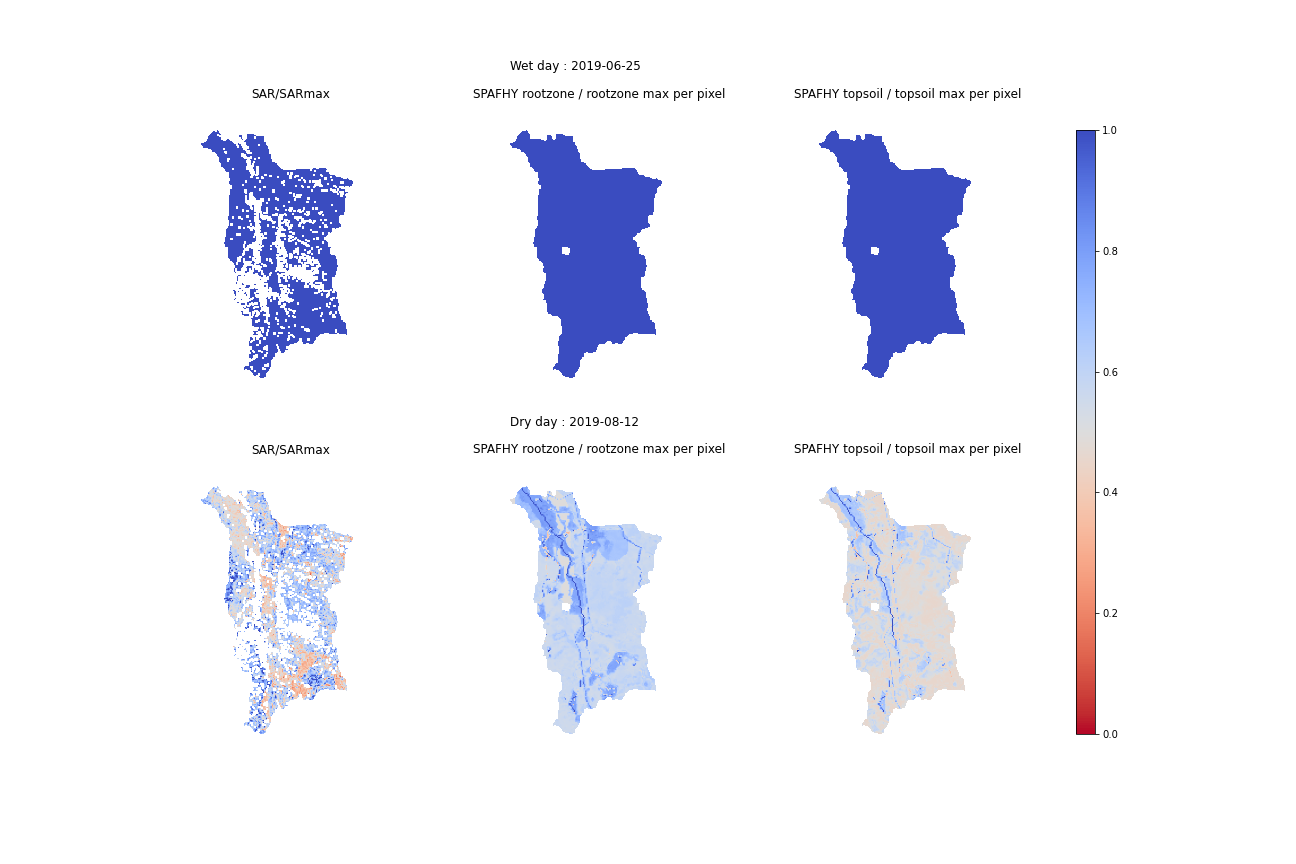 Wet day : 2019-06-25
SAR/SARmax
SPAFHY rootzone / rootzone max per pixel
SPAFHY topsoil / topsoil max per pixel
1.0
0.8
0.6
Dry day : 2019-08-12
SAR/SARmax
SPAFHY rootzone / rootzone max per pixel
SPAFHY topsoil / topsoil max per pixel
0.4
0.2
0.0